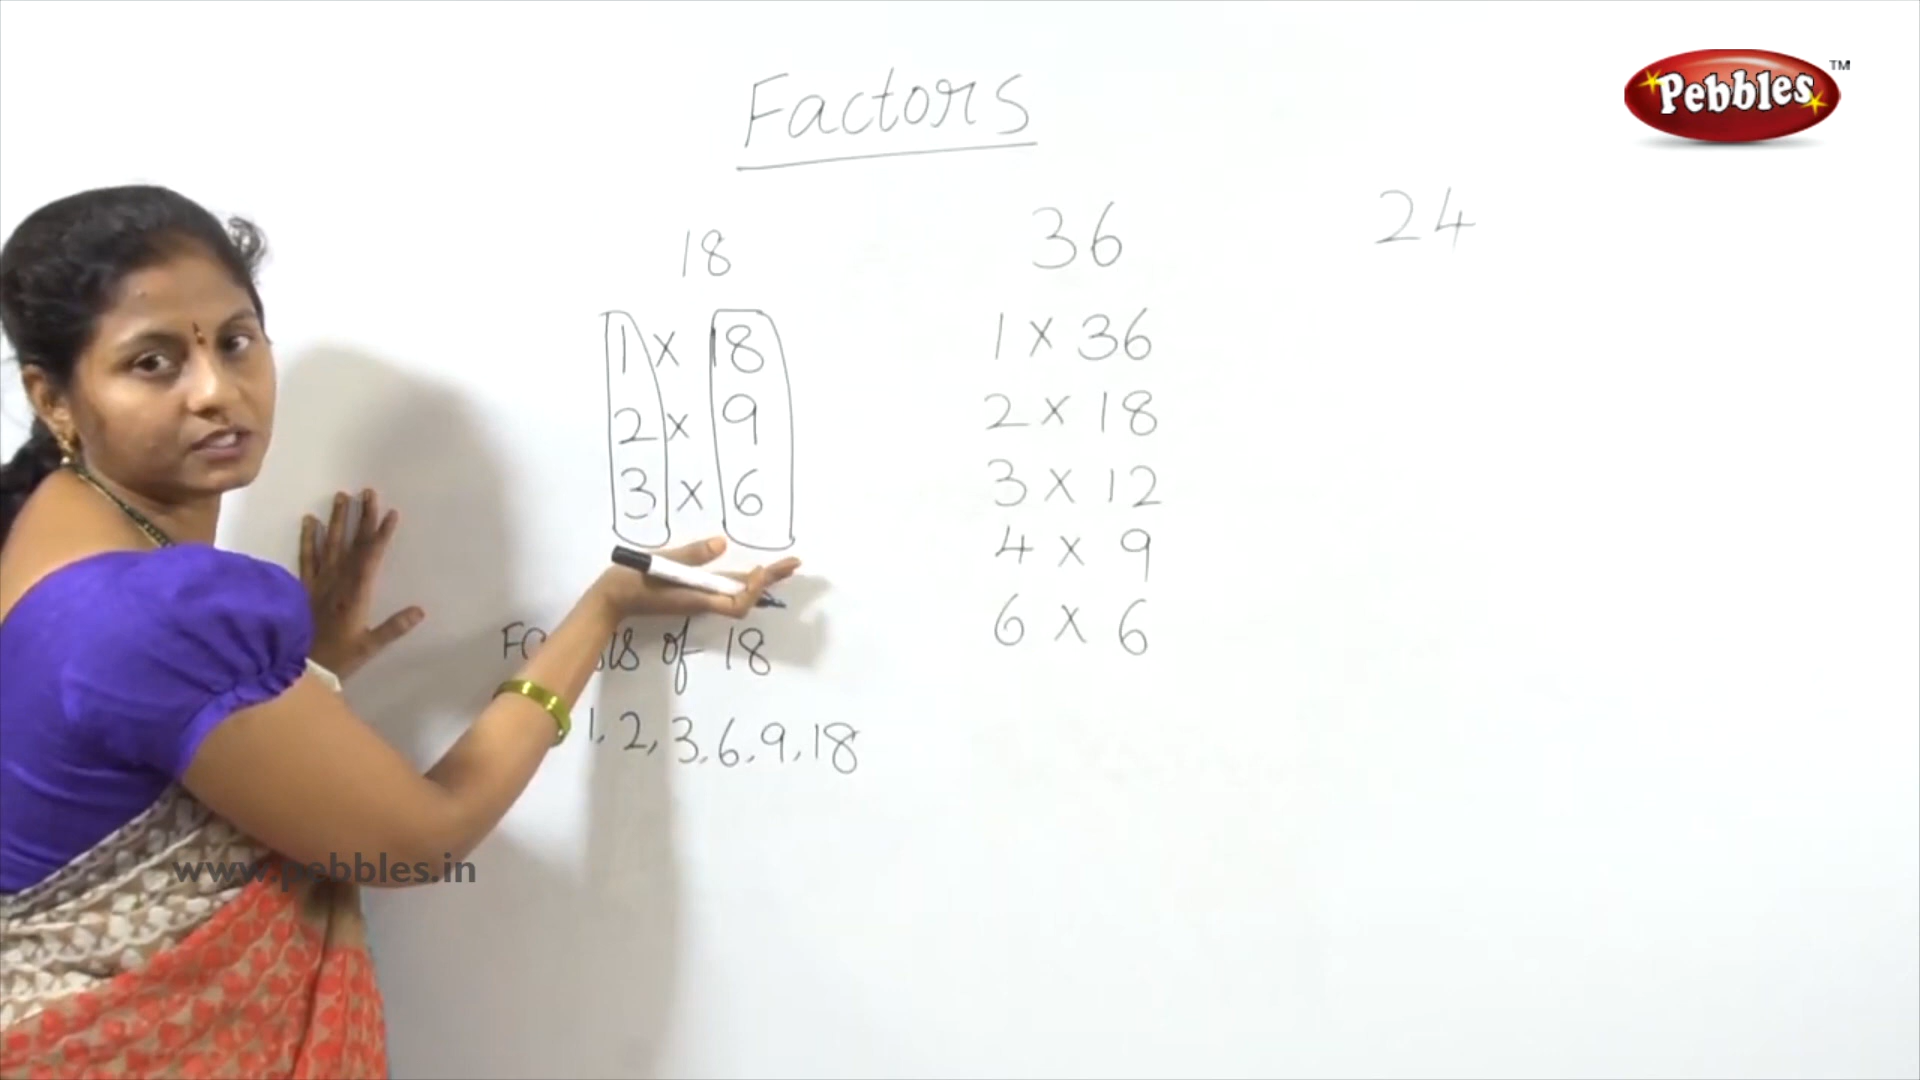 Pebbles TM
Factors
18 36 24
1 x 18
2 x 9
3 x 6
1 x 36
2 x 18
3 x 12
4 x 9
6 x 6
of 18
1, 2, 3, 6, 9, 18
www.pebbles.in